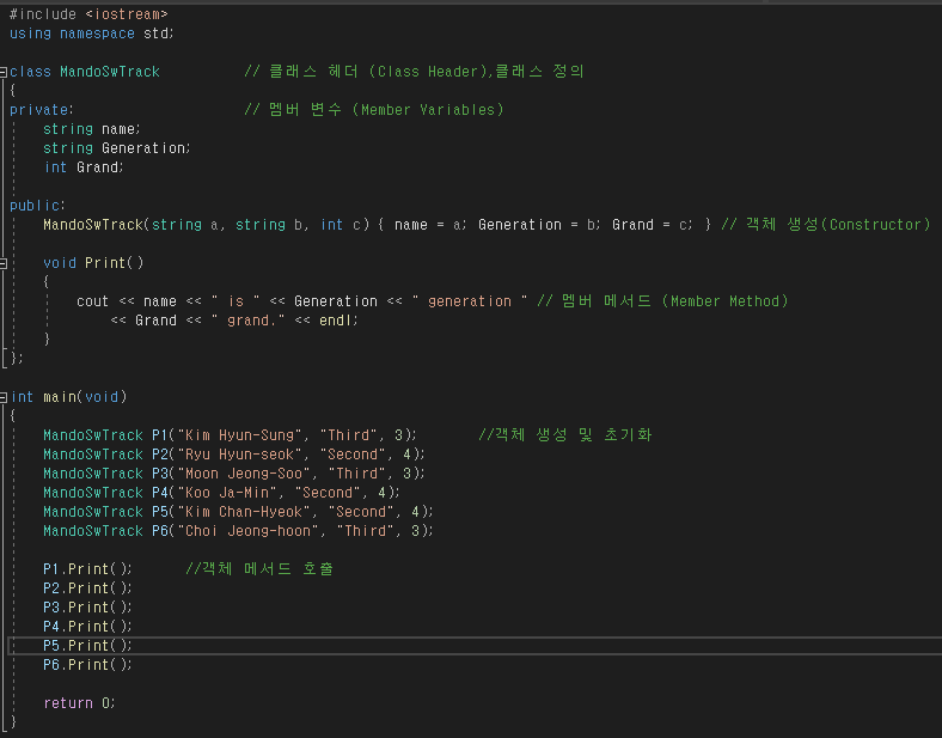 #include <iostream>
using namespace std;
class MandoSwTrack // 클래스 헤더 (Class Header),클래스 정의
{
private: // 멤버 변수 (Member Variables)
string name;
string Generation;
int Grand;
public:
MandoSwTrack(string a, string b, int c) { name = a; Generation = b; Grand = c; } // 객체 생성(Constructor)
void Print()
{
cout << name << " is " << Generation << " generation " // 멤버 메서드 (Member Method)
<< Grand << " grand." << endl;
}
};
int main(void)
{
MandoSwTrack P1("Kim Hyun-Sung", "Third", 3); //객체 생성 및 초기화
MandoSwTrack P2("Ryu Hyun-seok", "Second", 4);
MandoSwTrack P3("Moon Jeong-Soo", "Third", 3);
MandoSwTrack P4("Koo Ja-Min", "Second", 4);
MandoSwTrack P5("Kim Chan-Hyeok", "Second", 4);
MandoSwTrack P6("Choi Jeong-hoon", "Third", 3);
P1.Print(); //객체 메서드 호출
P2.Print();
P3.Print();
P4.Print();
P5.Print();
P6.Print();
return 0;
}